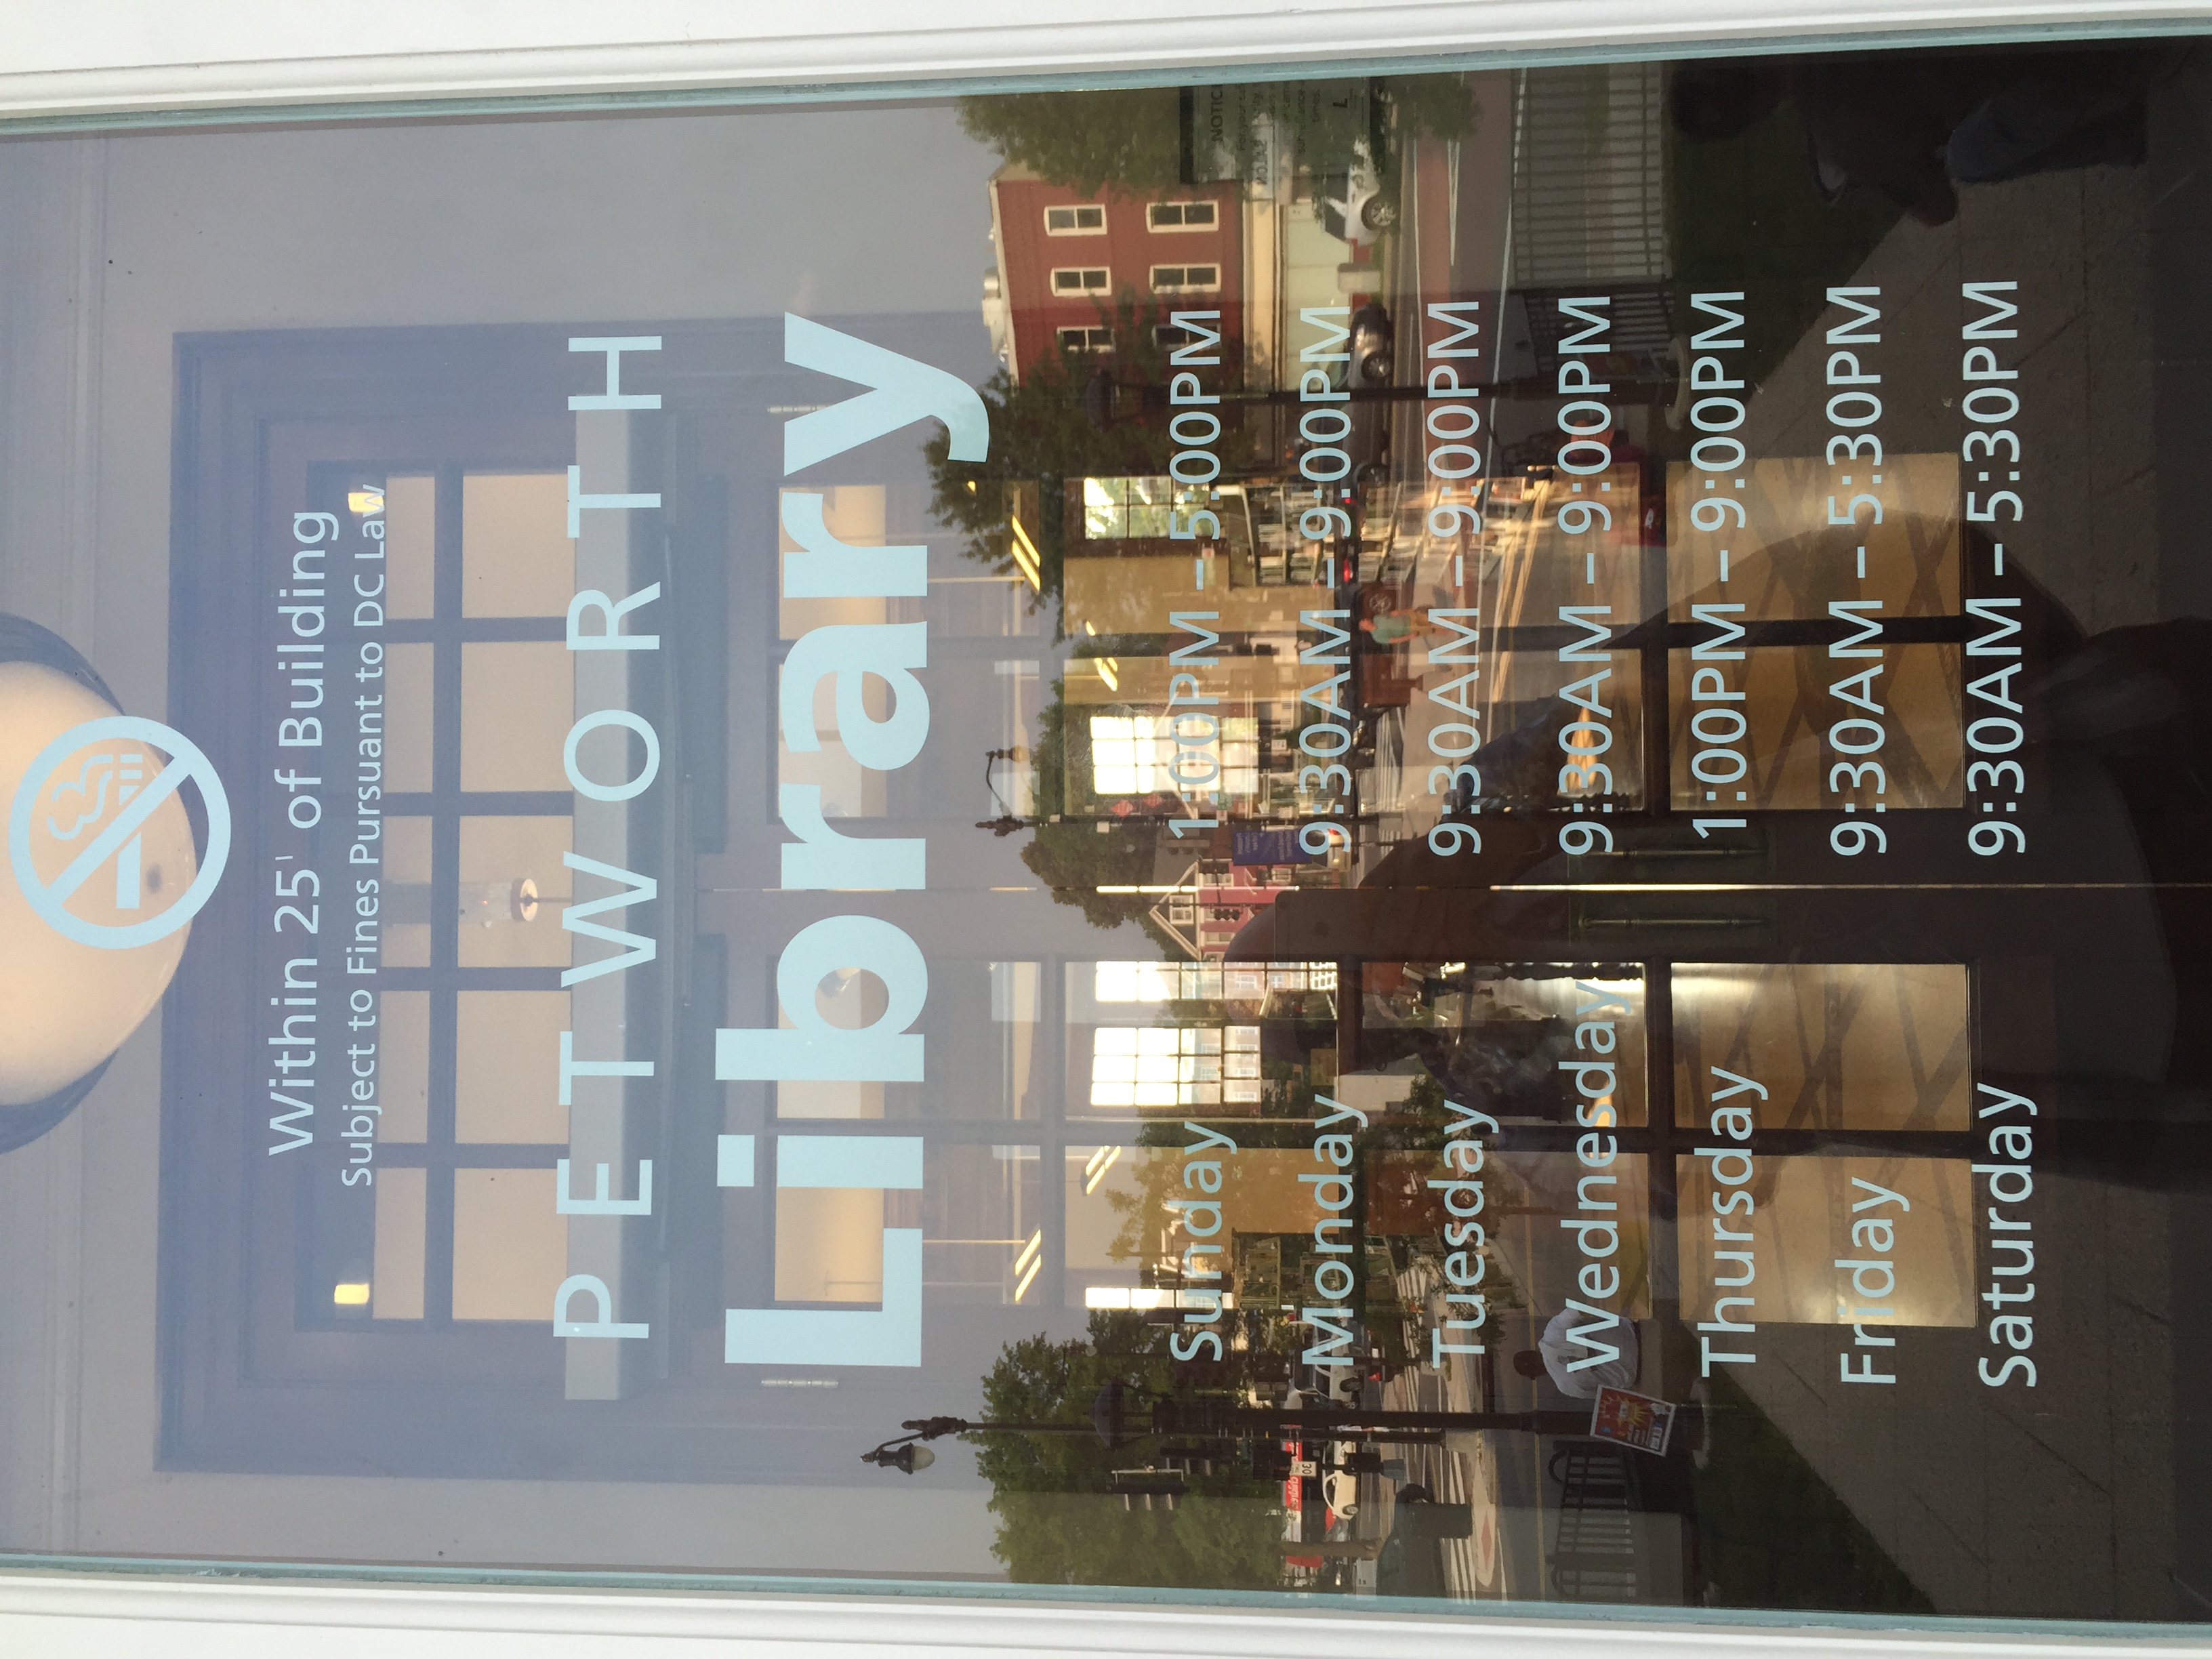 Within 25' of Building
Subject to Fines Pursuant to DC Law
PETWORTH
Library
Sunday 1:00PM – 5:00PM
Monday 9:30AM – 9:00PM
Tuesday 9:30AM – 9:00PM
Wednesday 9:30AM – 9:00PM
Thursday 1:00PM – 9:00PM
Friday 9:30AM – 5:30PM
Saturday 9:30AM – 5:30PM
NOTICE
30